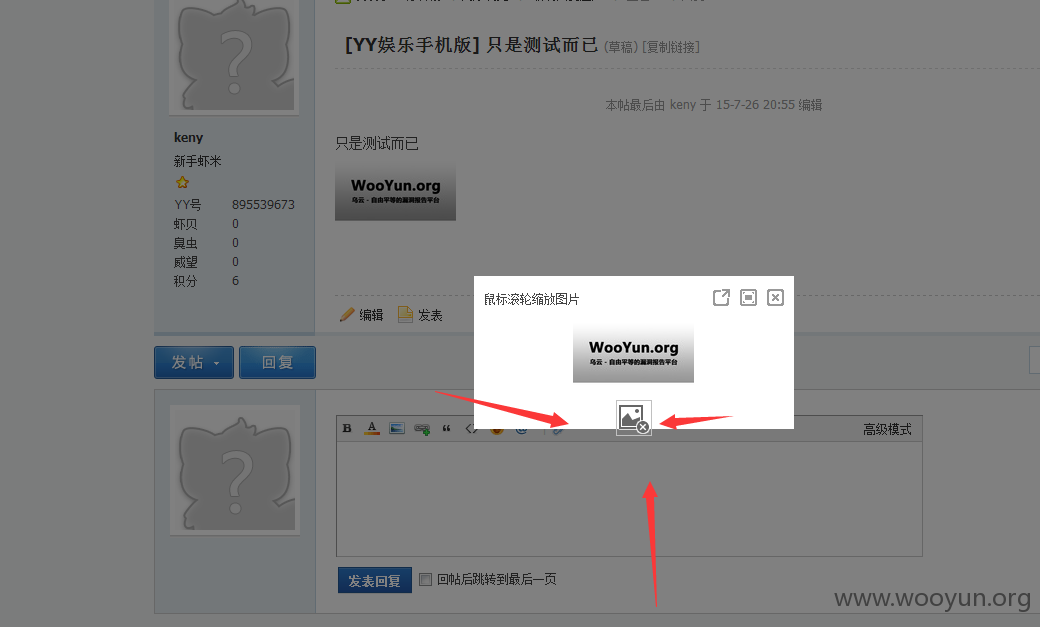 [YY娱乐手机版] 只是测试而已 (草稿) [复制链接]
本帖最后由 keny 于 15-7-26 20:55 编辑
keny
新手虾米
YY号 895539673
虾贝 0
臭虫 0
威望 0
积分 6
只是测试而已
WooYun.org
乌云 - 自由平等的漏洞报告平台
编辑 发表
鼠标滚轮缩放图片
WooYun.org
乌云 - 自由平等的漏洞报告平台
发帖 回复
B A 高级模式
发表回复 回帖后跳转到最后一页
www.wooyun.org